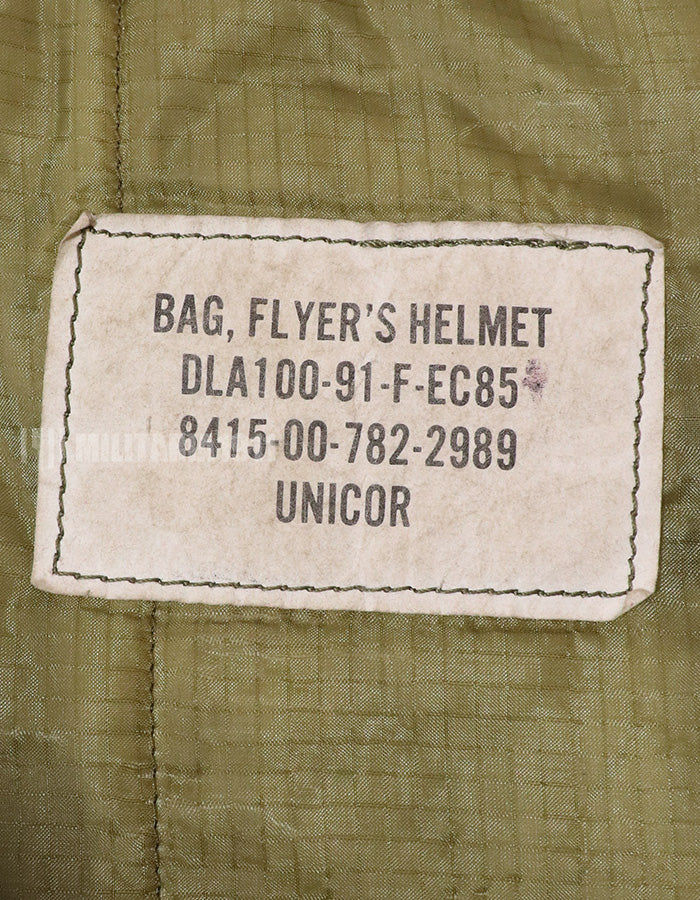 BAG, FLYER'S HELMET
DLA100-91-F-EC85
8415-00-782-2989
UNICOR